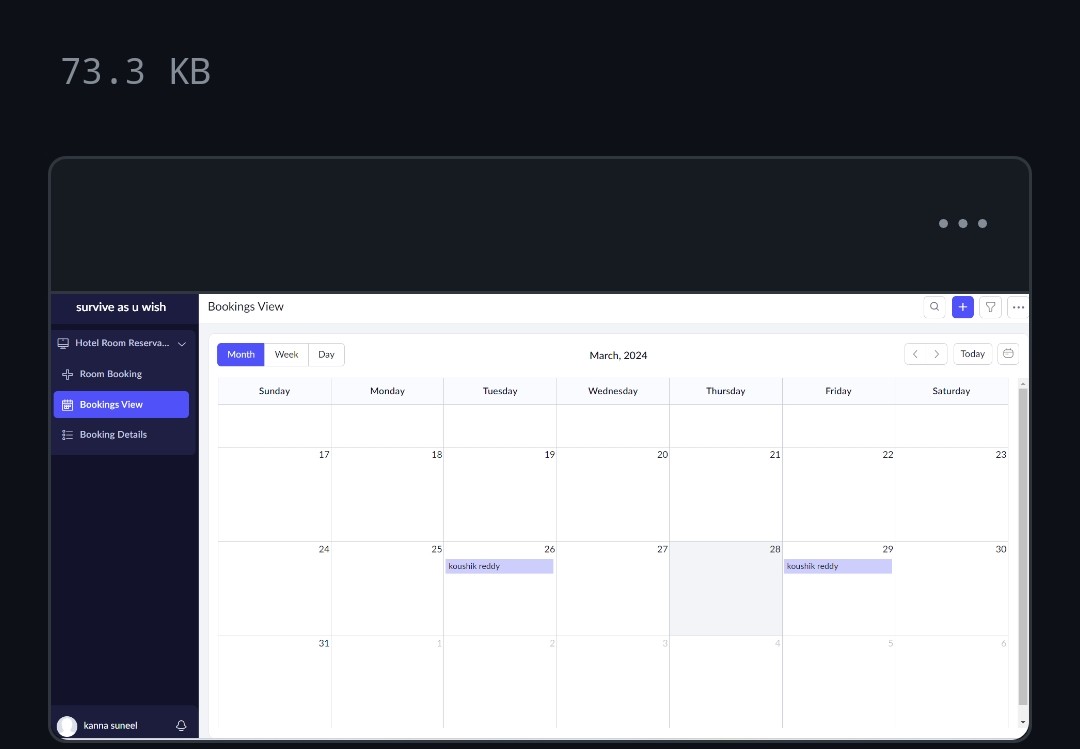 73.3 KB
survive as u wish
Bookings View
Hotel Room Reserva...
Room Booking
Bookings View
Booking Details
Month Week Day
March, 2024
Today
Sunday Monday Tuesday Wednesday Thursday Friday Saturday
17 18 19 20 21 22 23
24 25 26 27 28 29 30
koushik reddy koushik reddy
31 1 2 3 4 5 6
kanna suneel